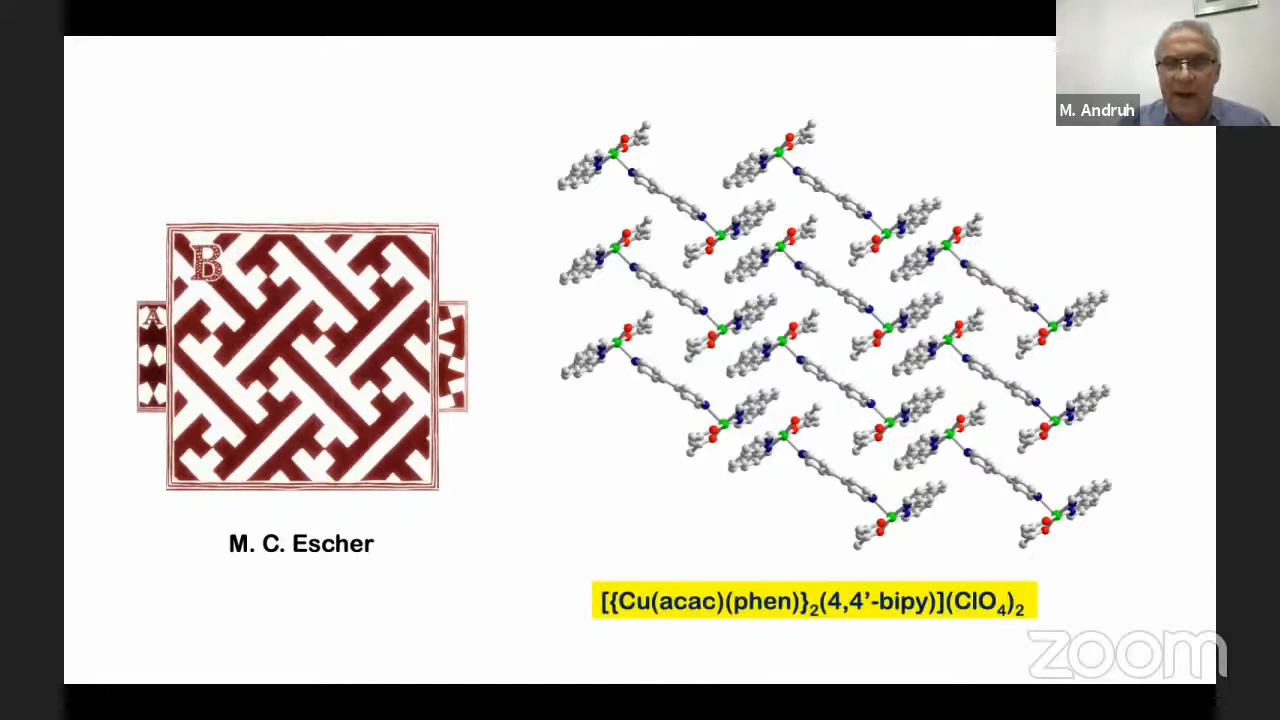 M. Andruh
B
A
M. C. Escher
[{Cu(acac)(phen)}₂(4,4’-bipy)](ClO₄)₂
zoom